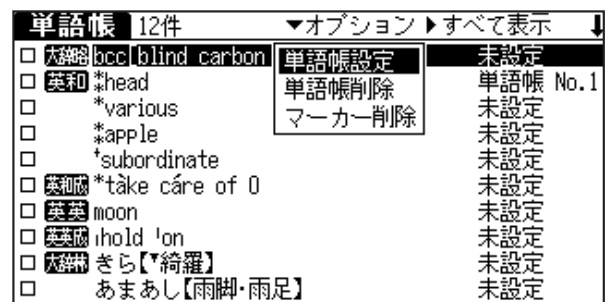 単語帳 12件 ▼オプション ▶すべて表示 ⬇
□ 大辞略 bcc[blind carbon 未設定
単語帳設定
単語帳削除
マーカー削除
□ 英和 ⁑head 単語帳 No.1
□ *various 未設定
□ ⁑apple 未設定
□ †subordinate 未設定
□ 英和成 *tàke cáre of O 未設定
□ 英英 moon 未設定
□ 英英成 ˌhold ˈon 未設定
□ 大辞林 きら【▼綺羅】 未設定
□ あまあし【雨脚・雨足】 未設定